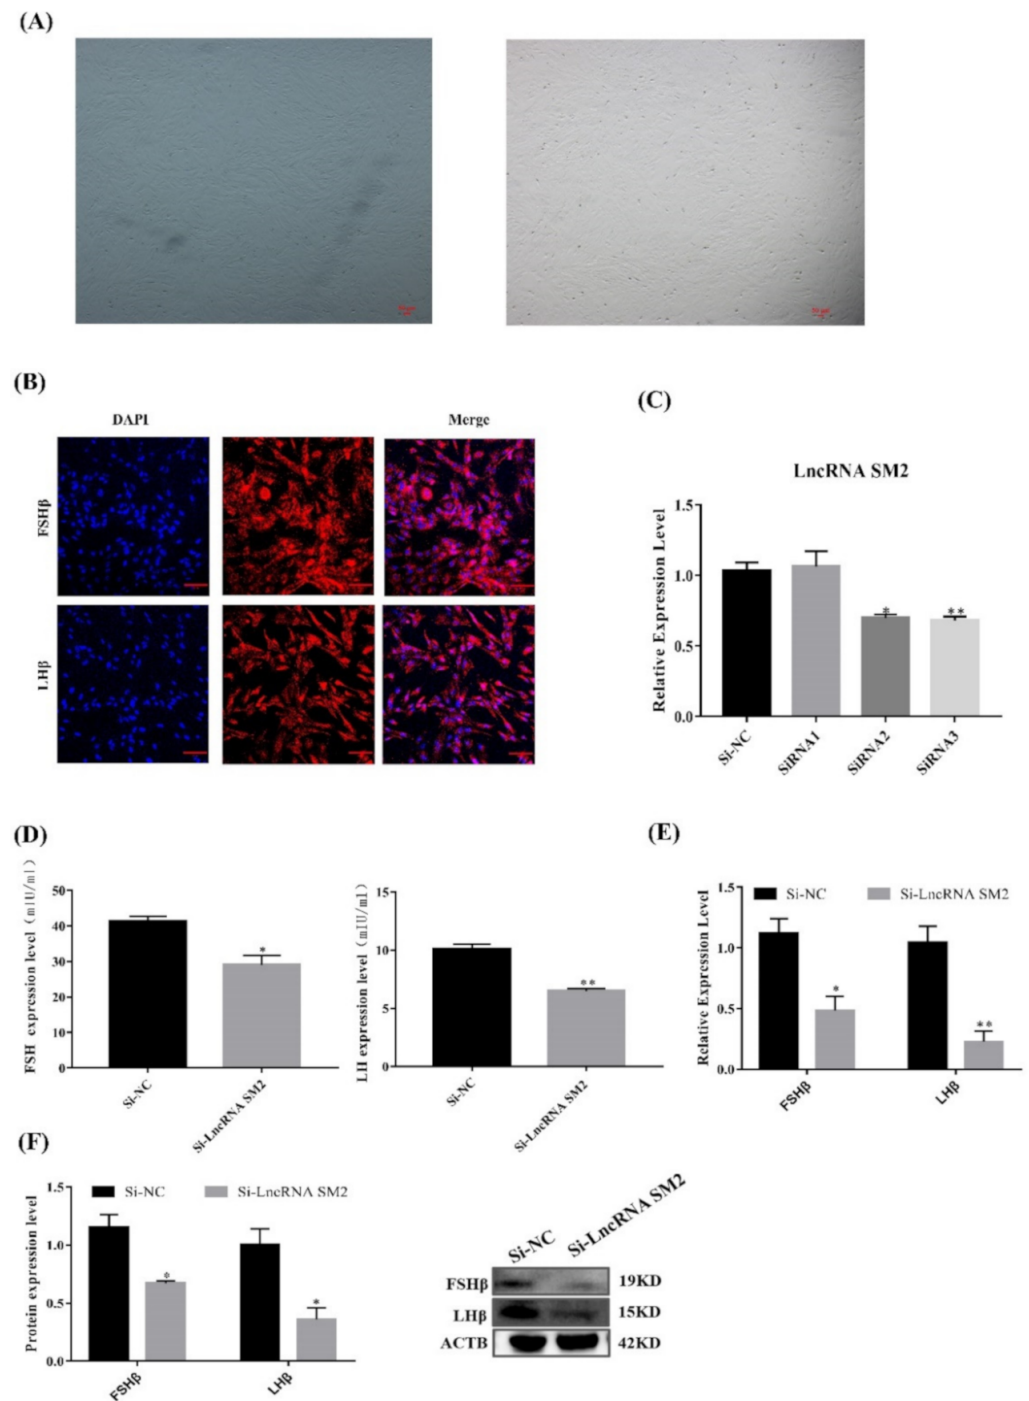 (A)
50 μm
50 μm
(B)
DAPI
Merge
FSHβ
LHβ
(C)
LncRNA SM2
Relative Expression Level
1.5
1.0
0.5
0.0
*
**
Si-NC
SiRNA1
SiRNA2
SiRNA3
(D)
FSH expression level (mIU/ml)
50
40
30
20
10
0
*
Si-NC
Si-LncRNA SM2
LH expression level (mIU/ml)
15
10
5
0
**
Si-NC
Si-LncRNA SM2
(E)
Relative Expression Level
1.5
1.0
0.5
0.0
Si-NC
Si-LncRNA SM2
*
**
FSHβ
LHβ
(F)
Protein expression level
1.5
1.0
0.5
0.0
Si-NC
Si-LncRNA SM2
*
*
FSHβ
LHβ
Si-NC
Si-LncRNA SM2
FSHβ 19KD
LHβ 15KD
ACTB 42KD